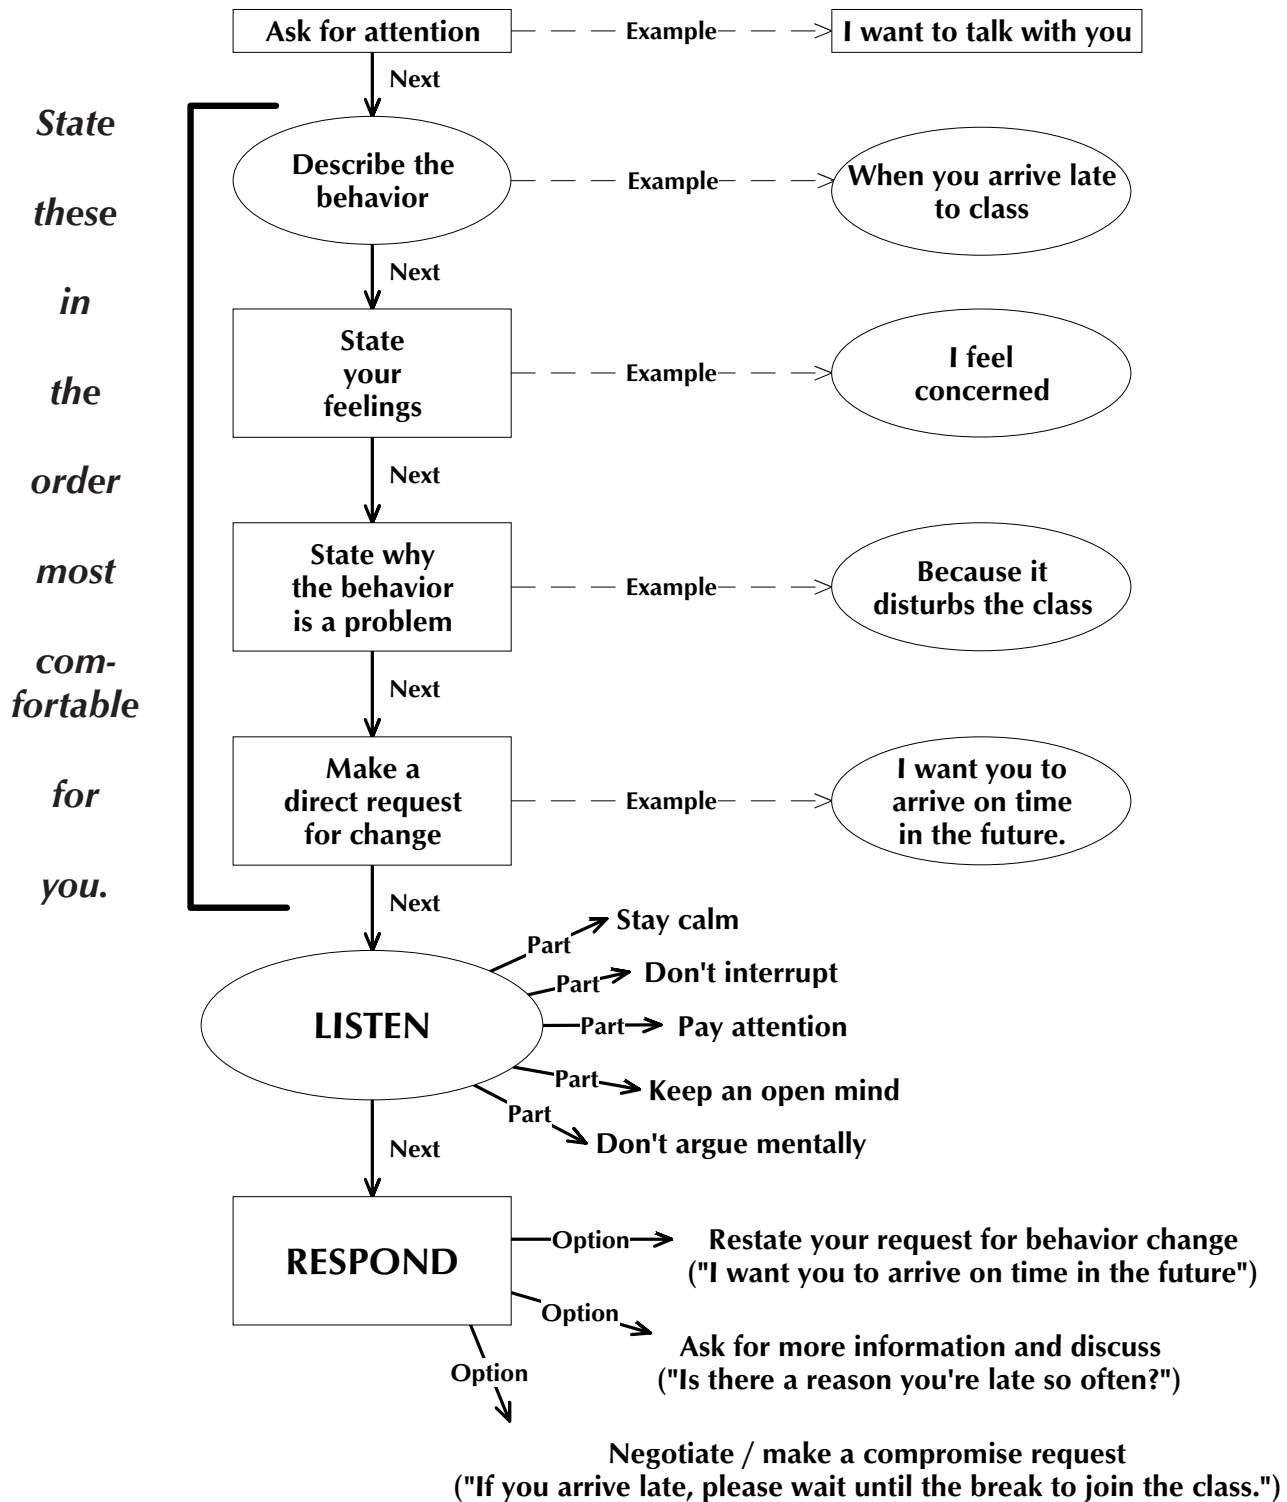 Ask for attention
Example
I want to talk with you
Next
State
these
in
the
order
most
com-
fortable
for
you.
Describe the
behavior
Example
When you arrive late
to class
Next
State
your
feelings
Example
I feel
concerned
Next
State why
the behavior
is a problem
Example
Because it
disturbs the class
Next
Make a
direct request
for change
Example
I want you to
arrive on time
in the future.
Next
LISTEN
Part
Stay calm
Part
Don't interrupt
Part
Pay attention
Part
Keep an open mind
Part
Don't argue mentally
Next
RESPOND
Option
Restate your request for behavior change
("I want you to arrive on time in the future")
Option
Ask for more information and discuss
("Is there a reason you're late so often?")
Option
Negotiate / make a compromise request
("If you arrive late, please wait until the break to join the class.")